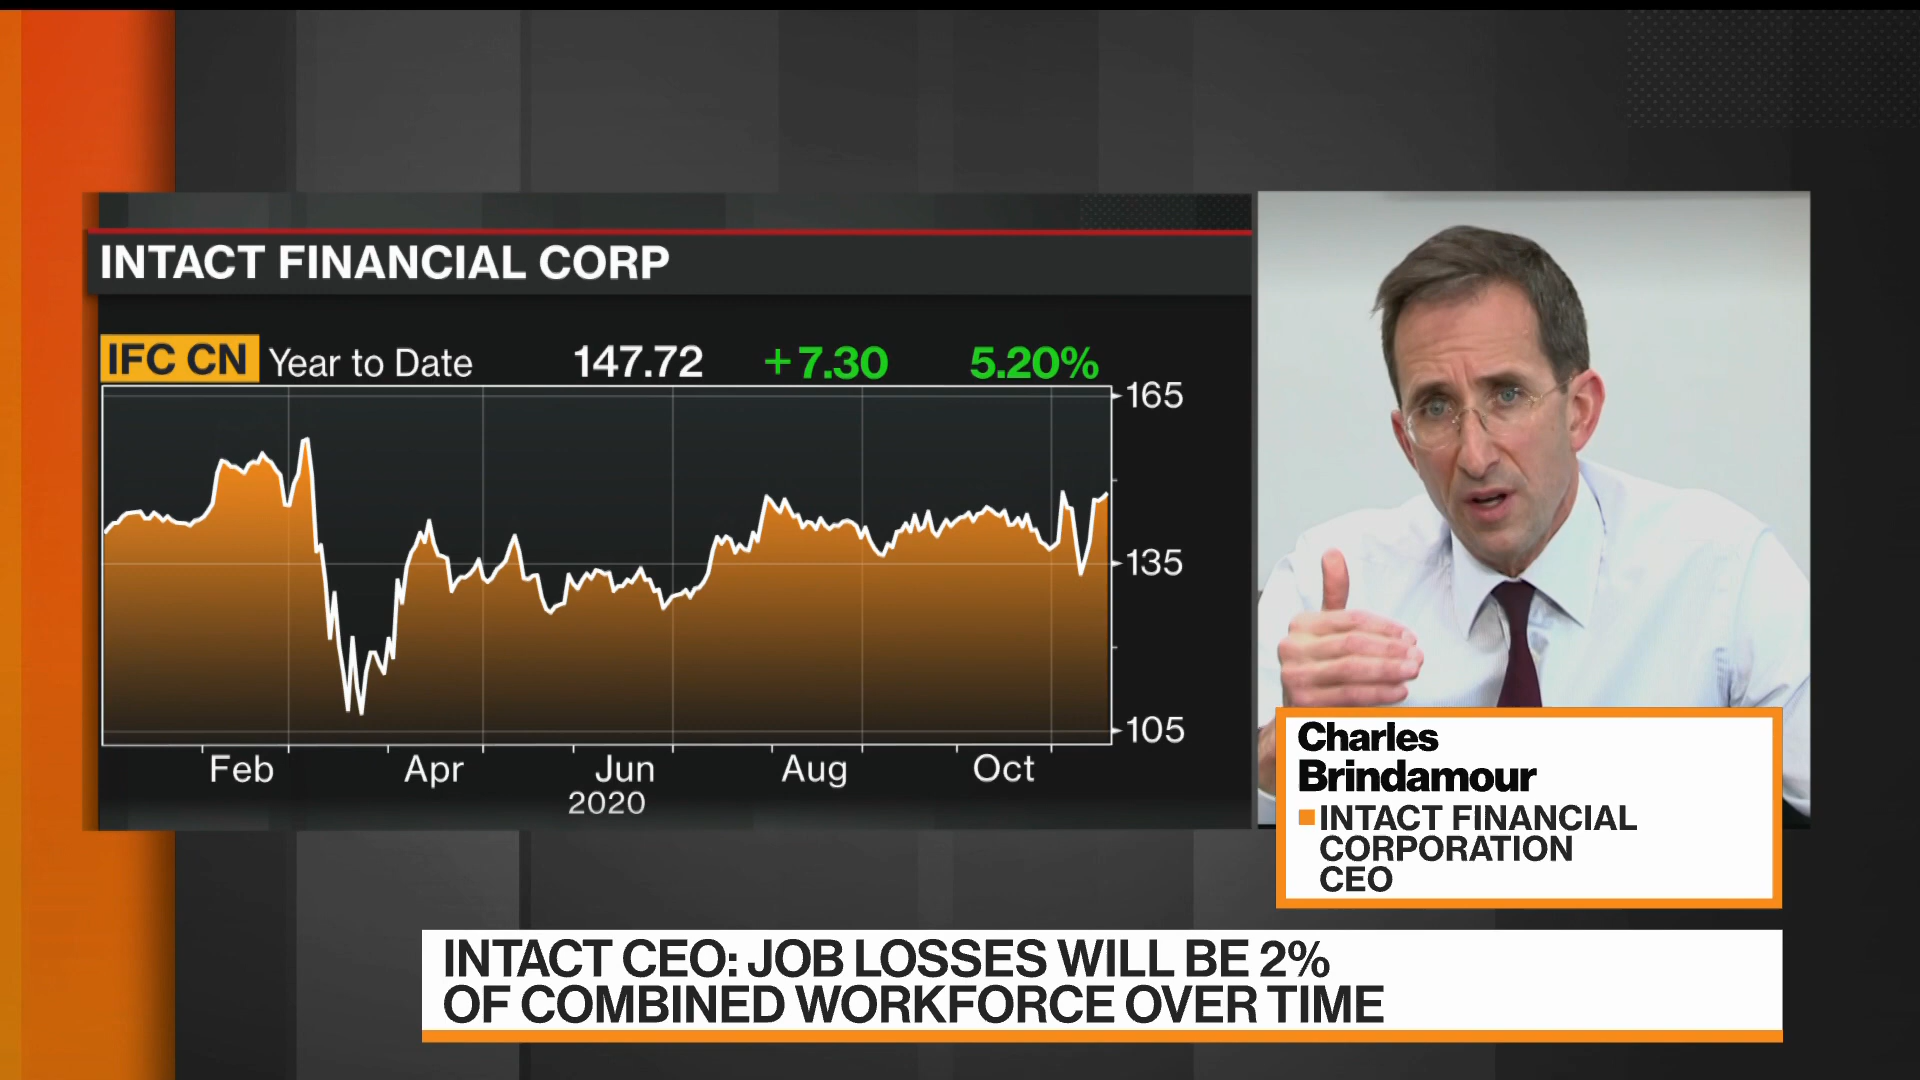 INTACT FINANCIAL CORP
IFC CN Year to Date 147.72 +7.30 5.20%
165
135
105
Feb Apr Jun Aug Oct
2020
Charles
Brindamour
INTACT FINANCIAL
CORPORATION
CEO
INTACT CEO: JOB LOSSES WILL BE 2%
OF COMBINED WORKFORCE OVER TIME